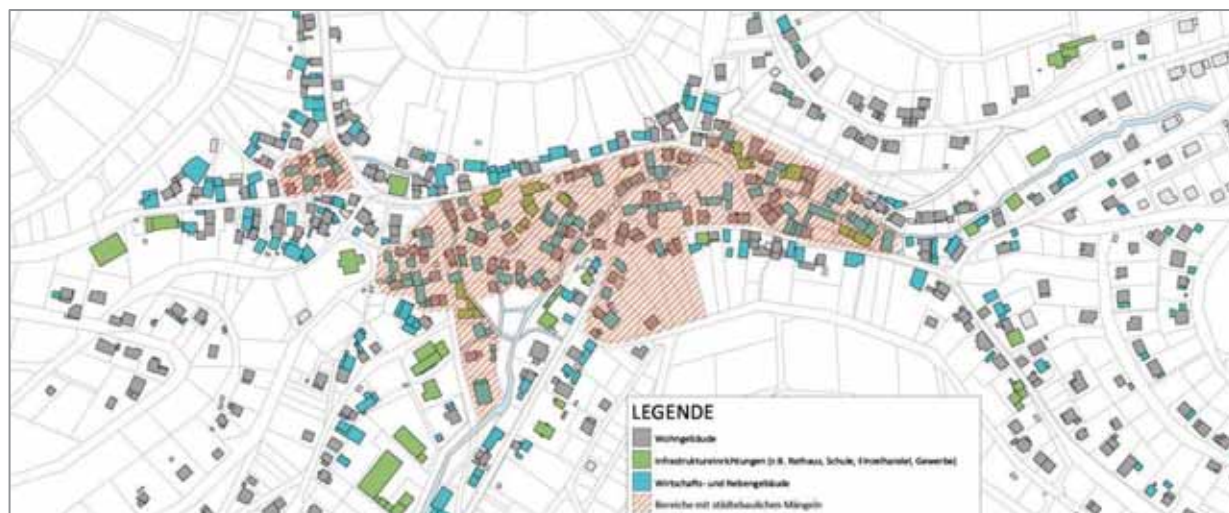 LEGENDE
Wohngebäude
Infrastruktureinrichtungen (z.B. Rathaus, Schule, Einzelhandel, Gewerbe)
Wirtschafts- und Nebengebäude
Bereiche mit städtebaulichen Mängeln